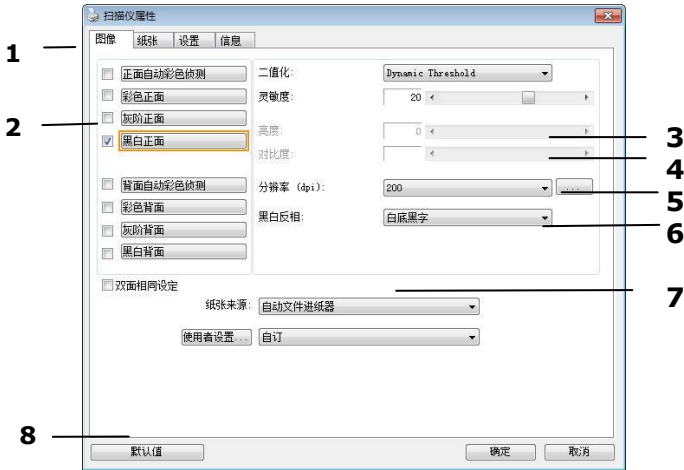 扫描仪属性
图像 纸张 设置 信息
1
正面自动彩色侦测
彩色正面
灰阶正面
黑白正面
2
背面自动彩色侦测
彩色背面
灰阶背面
黑白背面
二值化: Dynamic Threshold
灵敏度: 20
亮度: 0
对比度:
3
4
分辨率 (dpi): 200 ...
5
黑白反相: 白底黑字
6
双面相同设定
7
纸张来源: 自动文件进纸器
使用者设置... 自订
8
默认值 确定 取消